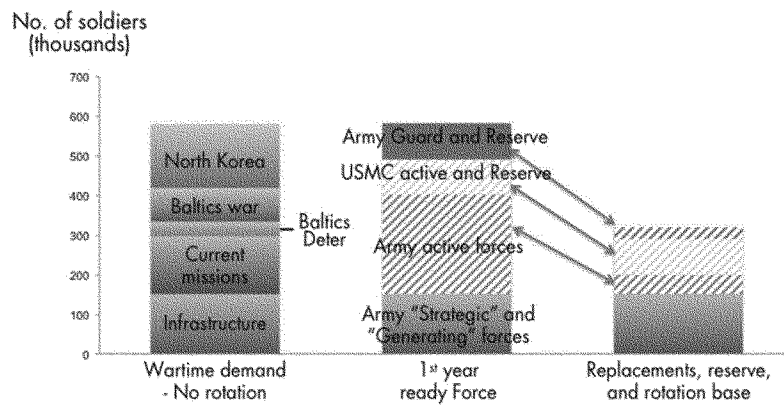 No. of soldiers
(thousands)
700
600
500
400
300
200
100
0
North Korea
Baltics war
Baltics
Deter
Current
missions
Infrastructure
Army Guard and Reserve
USMC active and Reserve
Army active forces
Army "Strategic" and
"Generating" forces
Wartime demand
- No rotation
1st year
ready Force
Replacements, reserve,
and rotation base